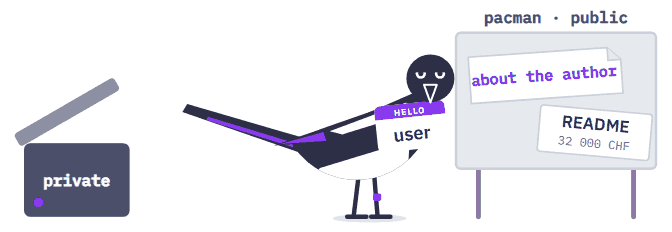 pacman · public
about the author
README
32 000 CHF
HELLO
user
private